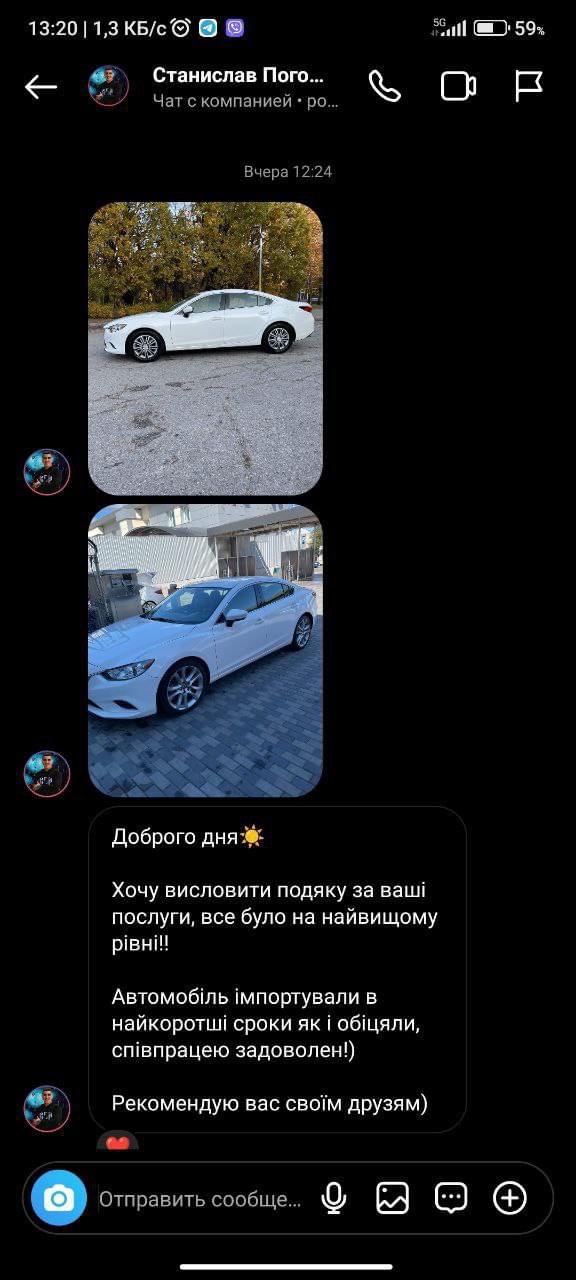 13:20 | 1,3 КБ/с
5G
59%
Станислав Пого...
Чат с компанией • ро...
Вчера 12:24
Доброго дня☀️
Хочу висловити подяку за ваші
послуги, все було на найвищому
рівні!!
Автомобіль імпортували в
найкоротші сроки як і обіцяли,
співпрацею задоволен!)
Рекомендую вас своїм друзям)
❤️
Отправить сообще...